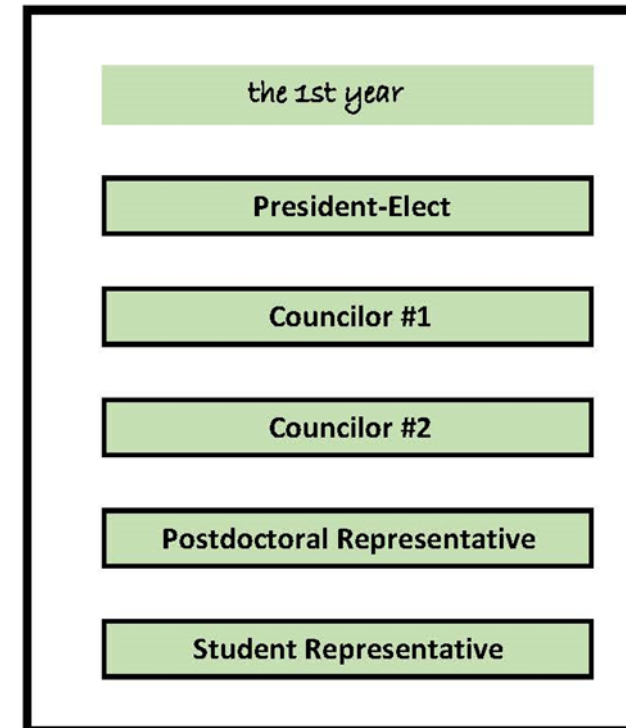 the 1st year
President-Elect
Councilor #1
Councilor #2
Postdoctoral Representative
Student Representative